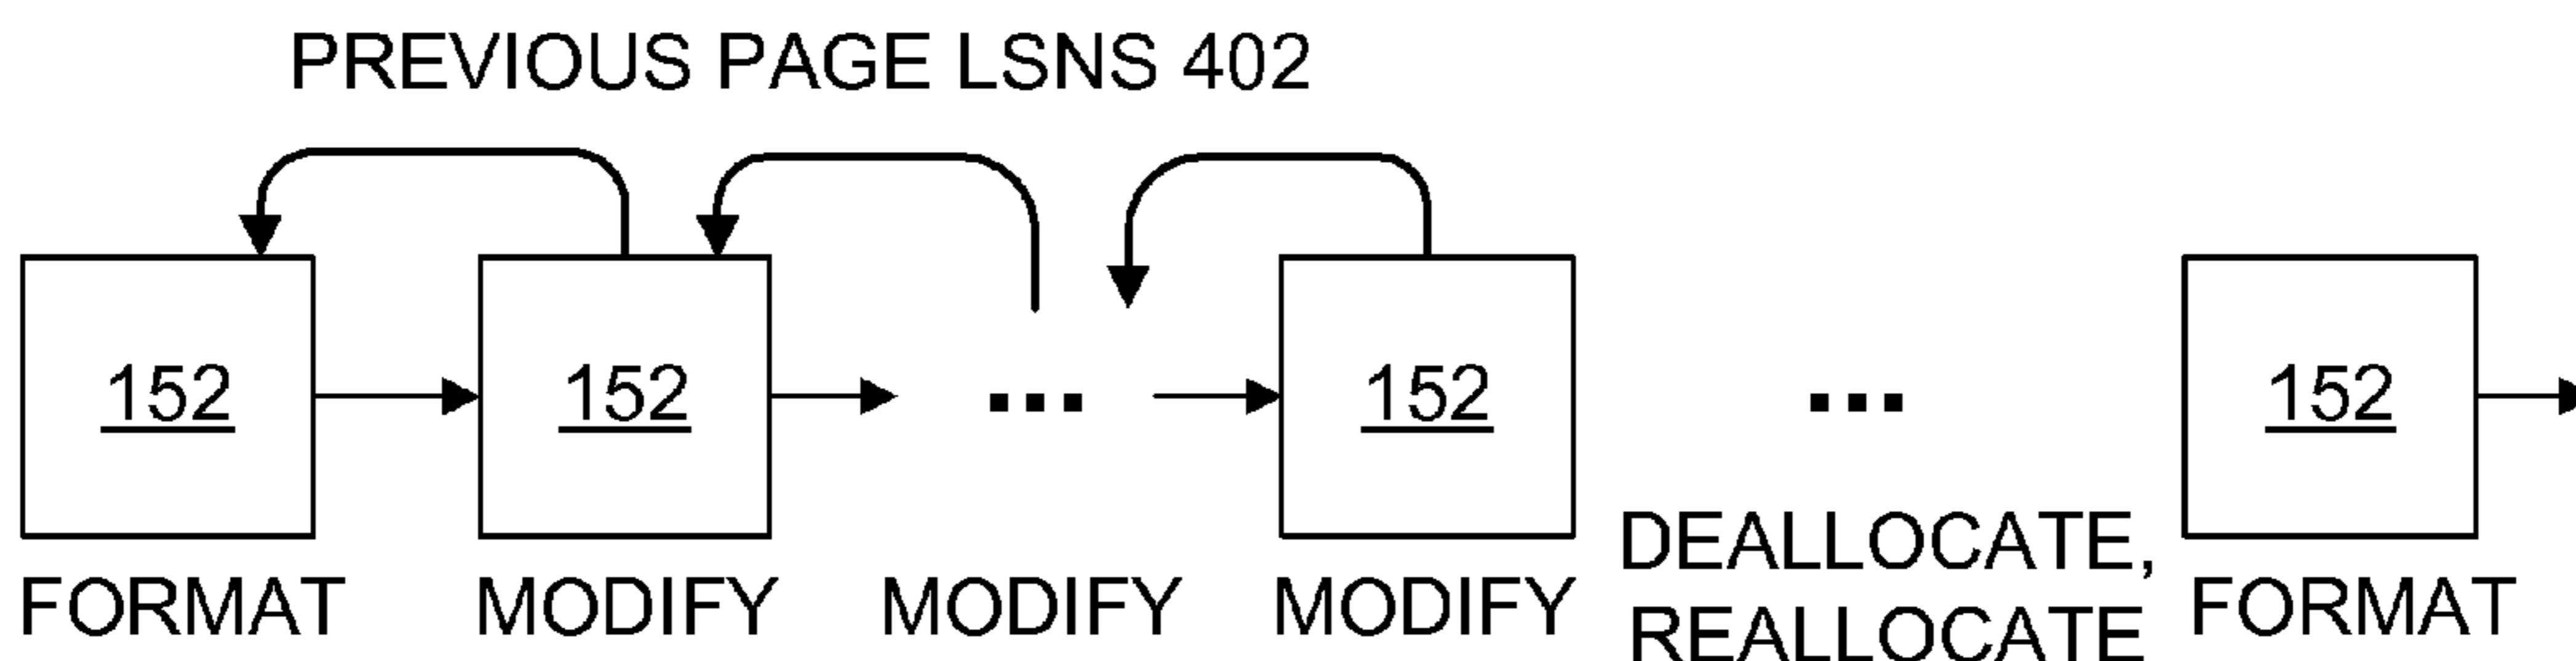 PREVIOUS PAGE LSNS 402
152 152 ... 152 ... 152
DEALLOCATE,
FORMAT MODIFY MODIFY MODIFY REALLOCATE FORMAT